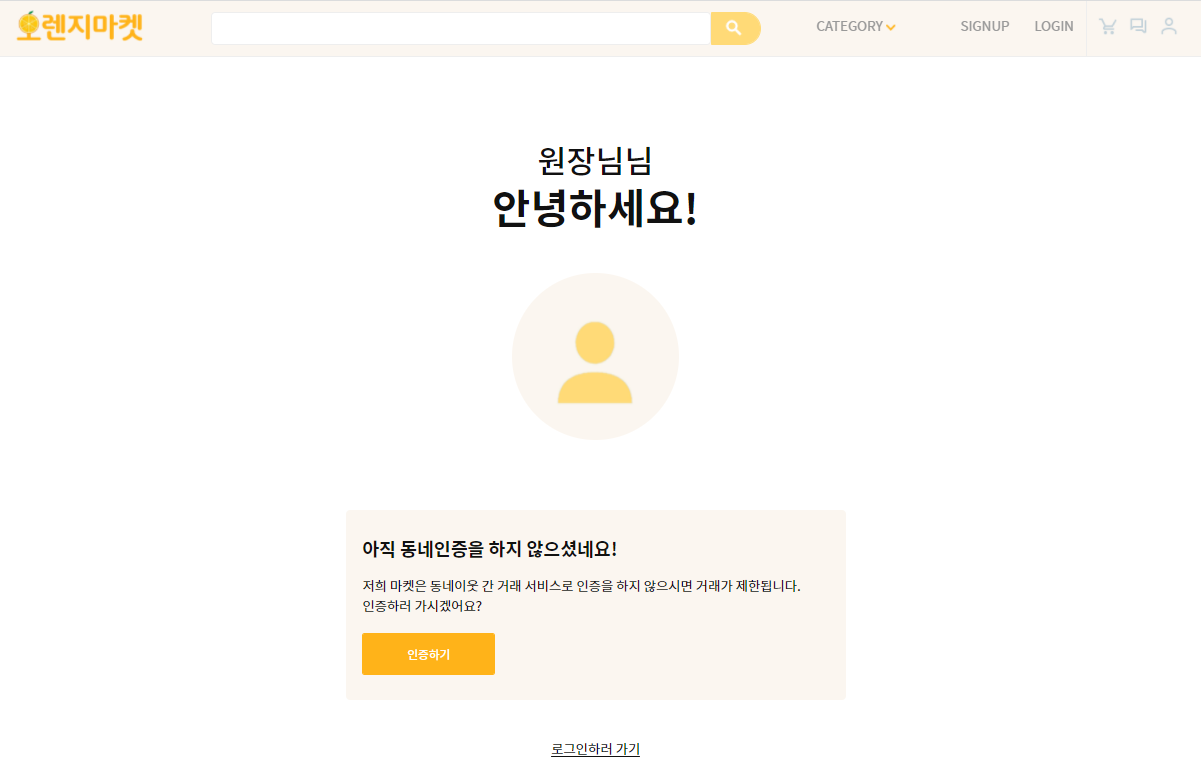 오렌지마켓
CATEGORY
SIGNUP
LOGIN
원장님님
안녕하세요!
아직 동네인증을 하지 않으셨네요!
저희 마켓은 동네이웃 간 거래 서비스로 인증을 하지 않으시면 거래가 제한됩니다.
인증하러 가시겠어요?
인증하기
로그인하러 가기